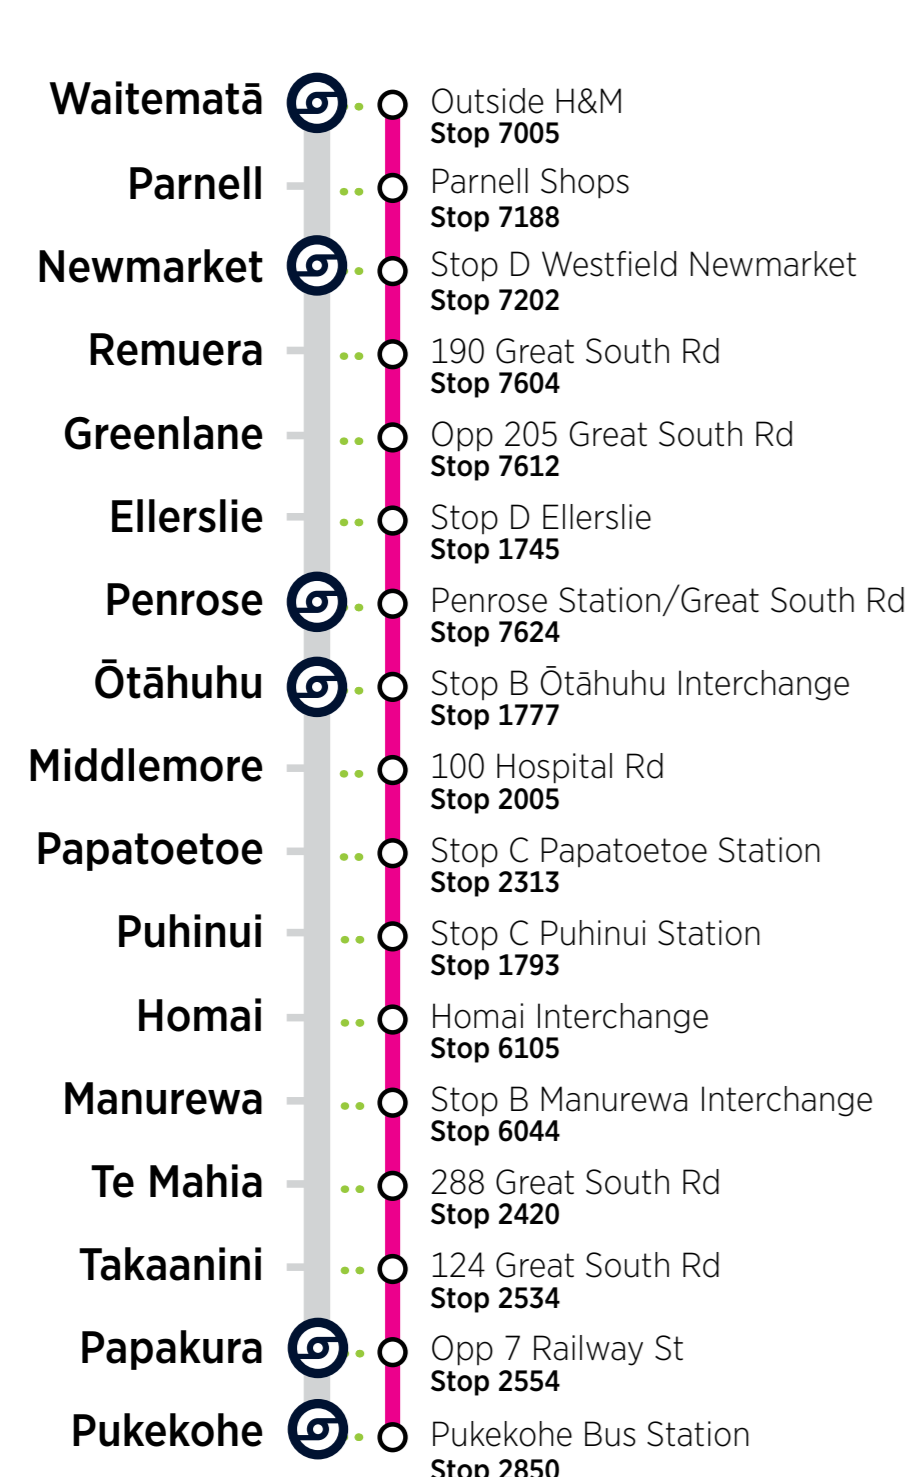 Waitematā
Outside H&M
Stop 7005
Parnell
Parnell Shops
Stop 7188
Newmarket
Stop D Westfield Newmarket
Stop 7202
Remuera
190 Great South Rd
Stop 7604
Greenlane
Opp 205 Great South Rd
Stop 7612
Ellerslie
Stop D Ellerslie
Stop 1745
Penrose
Penrose Station/Great South Rd
Stop 7624
Ōtāhuhu
Stop B Ōtāhuhu Interchange
Stop 1777
Middlemore
100 Hospital Rd
Stop 2005
Papatoetoe
Stop C Papatoetoe Station
Stop 2313
Puhinui
Stop C Puhinui Station
Stop 1793
Homai
Homai Interchange
Stop 6105
Manurewa
Stop B Manurewa Interchange
Stop 6044
Te Mahia
288 Great South Rd
Stop 2420
Takaanini
124 Great South Rd
Stop 2534
Papakura
Opp 7 Railway St
Stop 2554
Pukekohe
Pukekohe Bus Station
Stop 2850